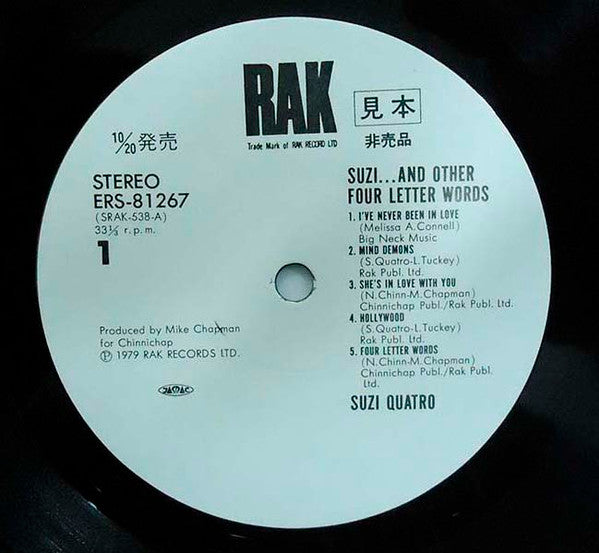 RAK
Trade Mark of RAK RECORD LTD
見本
非売品
10/20 発売
STEREO
ERS-81267
(SRAK-538-A)
33⅓ r.p.m.
1
SUZI...AND OTHER
FOUR LETTER WORDS
1. I'VE NEVER BEEN IN LOVE
(Melissa A.Connell)
Big Neck Music
2. MIND DEMONS
(S.Quatro-L.Tuckey)
Rak Publ. Ltd.
3. SHE'S IN LOVE WITH YOU
(N.Chinn-M.Chapman)
Chinnichap Publ./Rak Publ. Ltd.
4. HOLLYWOOD
(S.Quatro-L.Tuckey)
Rak Publ. Ltd.
5. FOUR LETTER WORDS
(N.Chinn-M.Chapman)
Chinnichap Publ./Rak Publ.
Ltd.
SUZI QUATRO
Produced by Mike Chapman
for Chinnichap
℗ 1979 RAK RECORDS LTD.
JASRAC